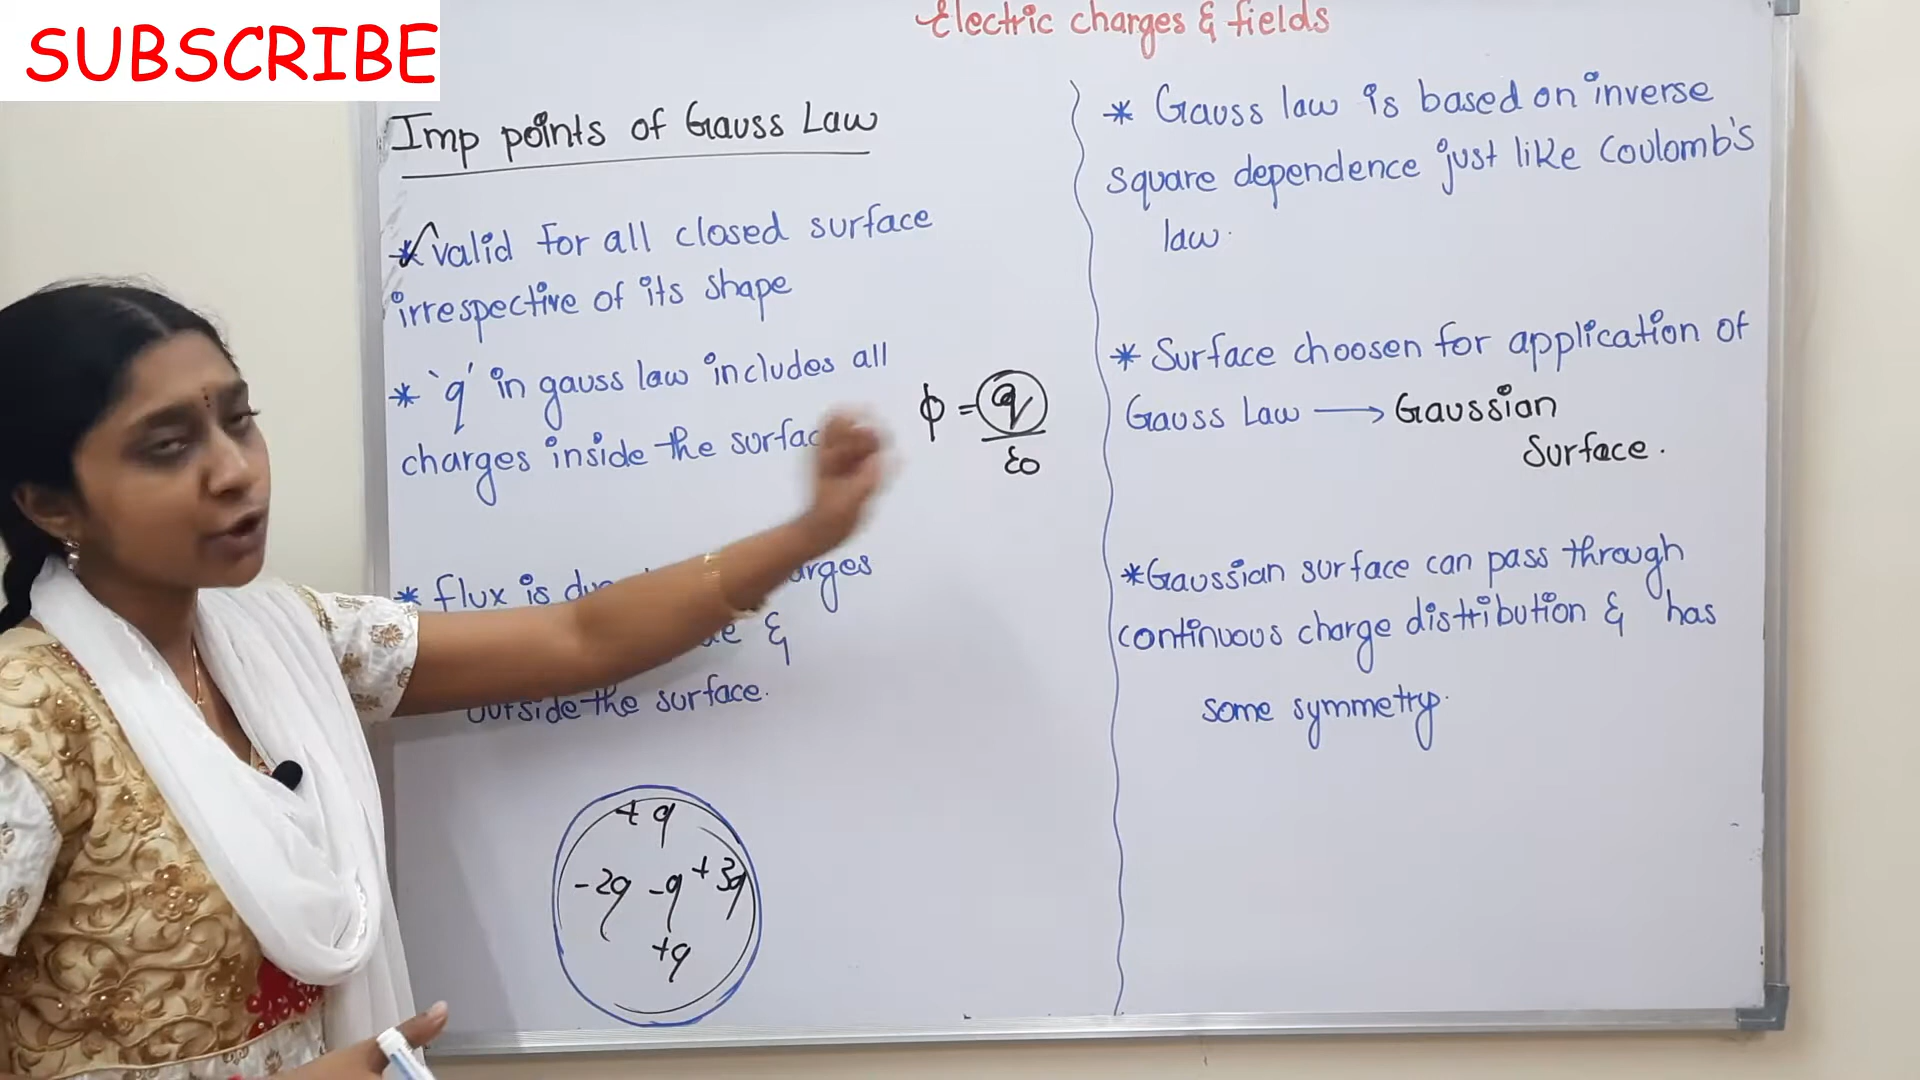 SUBSCRIBE
Electric charges & fields
Imp points of Gauss Law
* valid for all closed surface
irrespective of its shape
* 'q' in gauss law includes all
charges inside the surfac
* flux is du arges
&
outside the surface.
ϕ = q
εo
+ q
-2q -q +3q
+q
* Gauss law is based on inverse
square dependence just like Coulomb's
law.
* Surface choosen for application of
Gauss Law → Gaussian
Surface.
* Gaussian surface can pass through
continuous charge distribution & has
some symmetry.